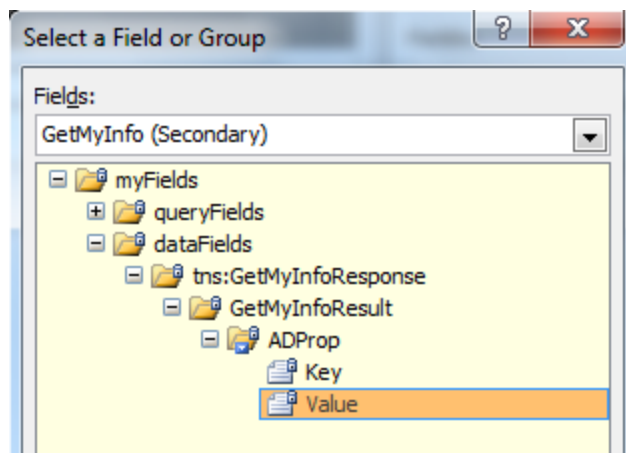 Select a Field or Group
Fields:
GetMyInfo (Secondary)
myFields
queryFields
dataFields
tns:GetMyInfoResponse
GetMyInfoResult
ADProp
Key
Value